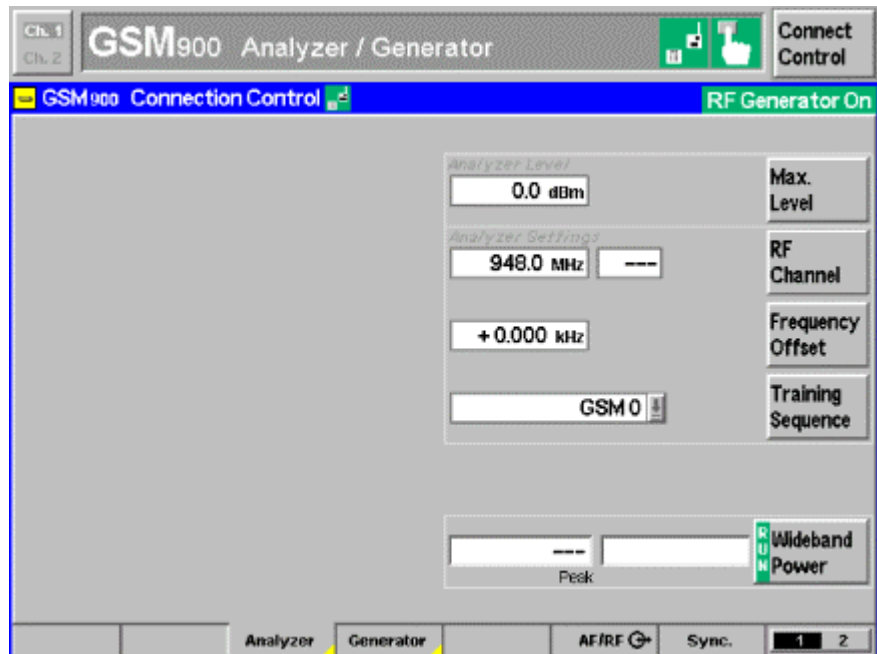 Ch. 1
Ch. 2
GSM900 Analyzer / Generator
Connect
Control
GSM900 Connection Control
RF Generator On
Analyzer Level
0.0 dBm
Max.
Level
Analyzer Settings
948.0 MHz
---
RF
Channel
+0.000 kHz
Frequency
Offset
GSM 0
Training
Sequence
---
Peak
RUN
Wideband
Power
Analyzer
Generator
AF/RF
Sync.
1 2